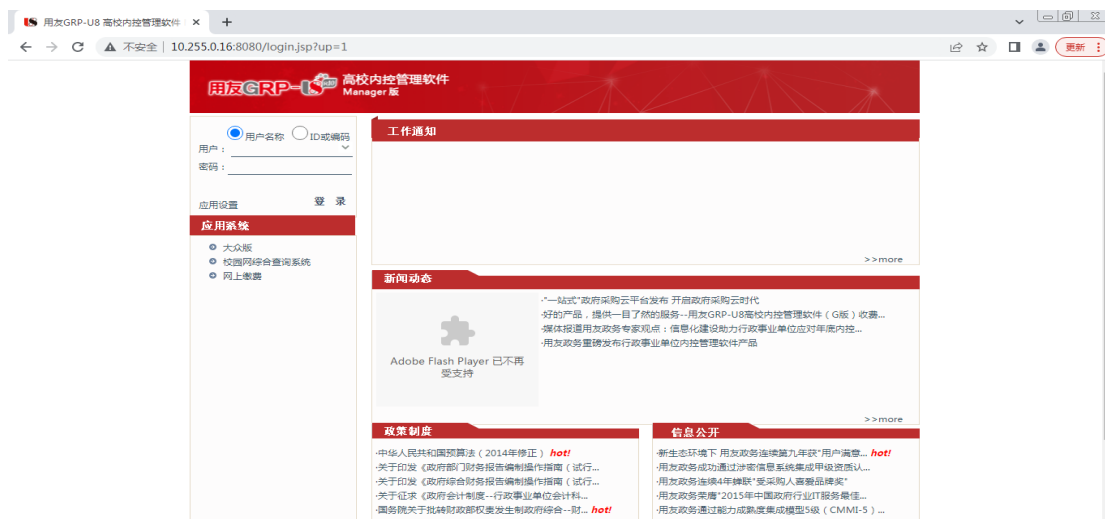 用友GRP-U8 高校内控管理软件
不安全 | 10.255.0.16:8080/login.jsp?up=1
更新
用友GRP-U8 高校内控管理软件
Manager 版
用户名称 ID或编码
用户：
密码：
应用设置 登 录
应用系统
大众版
校园网综合查询系统
网上缴费
工作通知
>>more
新闻动态
Adobe Flash Player 已不再
受支持
·"一站式"政府采购云平台发布 开启政府采购云时代
·好的产品，提供一目了然的服务--用友GRP-U8高校内控管理软件（G版）收囊...
·媒体报道用友政务专家观点：信息化建设助力行政事业单位应对年底内控...
·用友政务重磅发布行政事业单位内控管理软件产品
>>more
政策制度
·中华人民共和国预算法（2014年修正） hot!
·关于印发《政府部门财务报告编制操作指南（试行...
·关于印发《政府综合财务报告编制操作指南（试行...
·关于征求《政府会计制度--行政事业单位会计科...
·国务院关于批转财政部权责发生制政府综合--财... hot!
信息公开
·新生态环境下 用友政务连续第九年获"用户满意... hot!
·用友政务成功通过涉密信息系统集成甲级资质认...
·用友政务连续4年蝉联"受采购人喜爱品牌奖"
·用友政务荣膺"2015年中国政府行业IT服务最佳...
·用友政务通过能力成熟度集成模型5级（CMMI-5）...